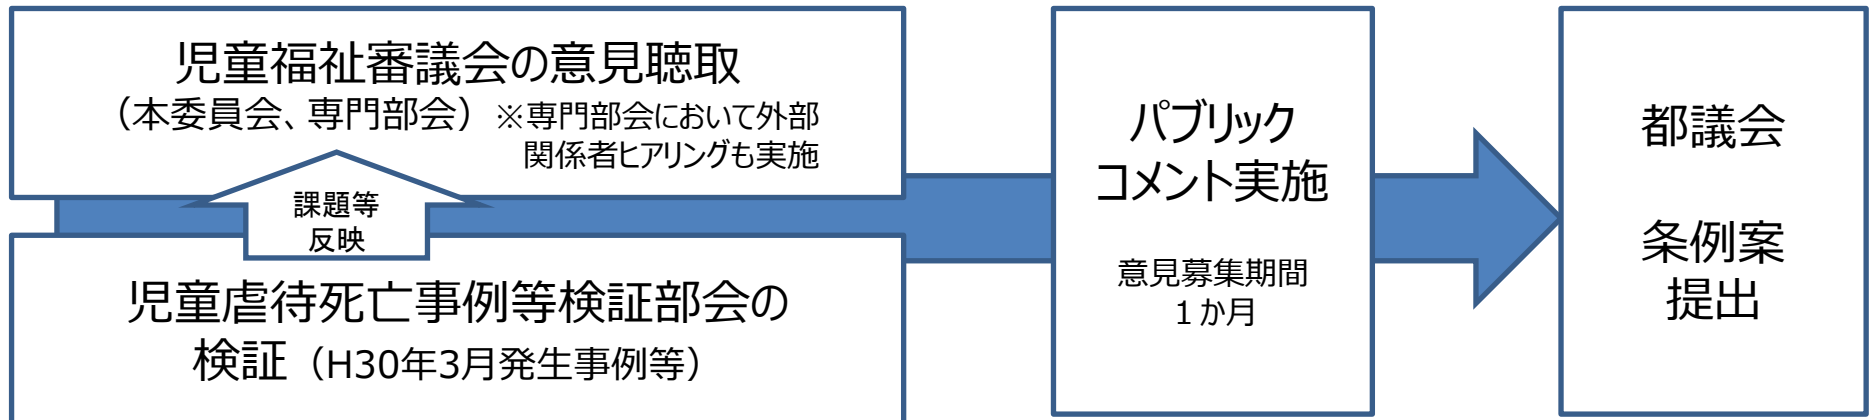 児童福祉審議会の意見聴取
（本委員会、専門部会）※専門部会において外部
関係者ヒアリングも実施
課題等
反映
児童虐待死亡事例等検証部会の
検証（H30年3月発生事例等）
パブリック
コメント実施
意見募集期間
１か月
都議会
条例案
提出